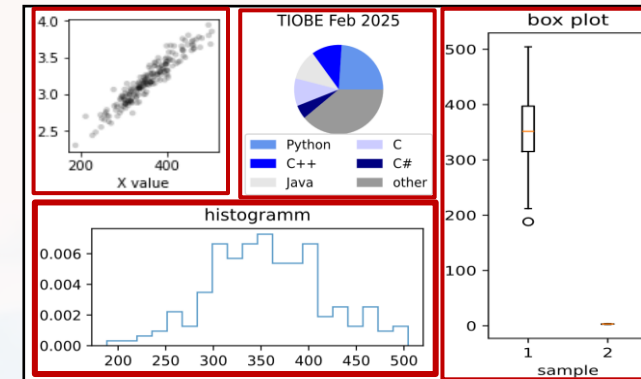 4.0
3.5
3.0
2.5
200 400
X value
TIOBE Feb 2025
Python C
C++ C#
Java other
histogramm
0.006
0.004
0.002
0.000
200 250 300 350 400 450 500
box plot
500
400
300
200
100
0
1 2
sample